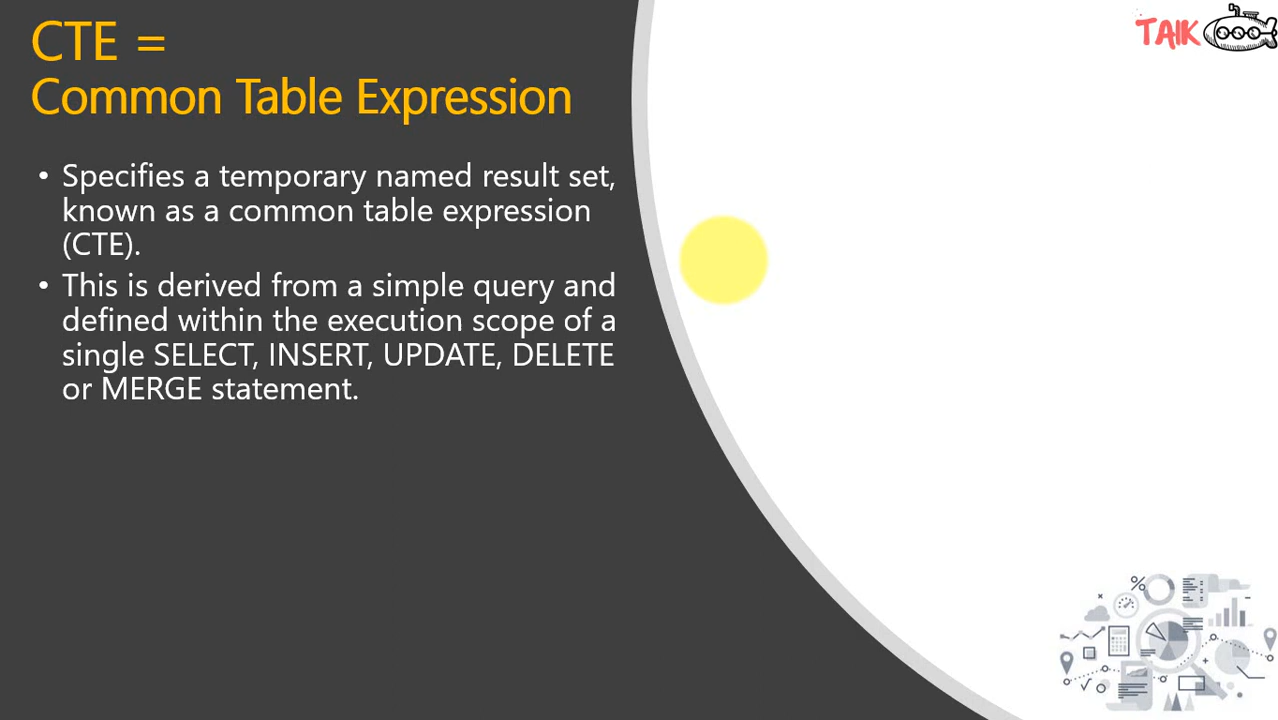 CTE =
Common Table Expression
TAIK
• Specifies a temporary named result set,
known as a common table expression
(CTE).
• This is derived from a simple query and
defined within the execution scope of a
single SELECT, INSERT, UPDATE, DELETE
or MERGE statement.
%